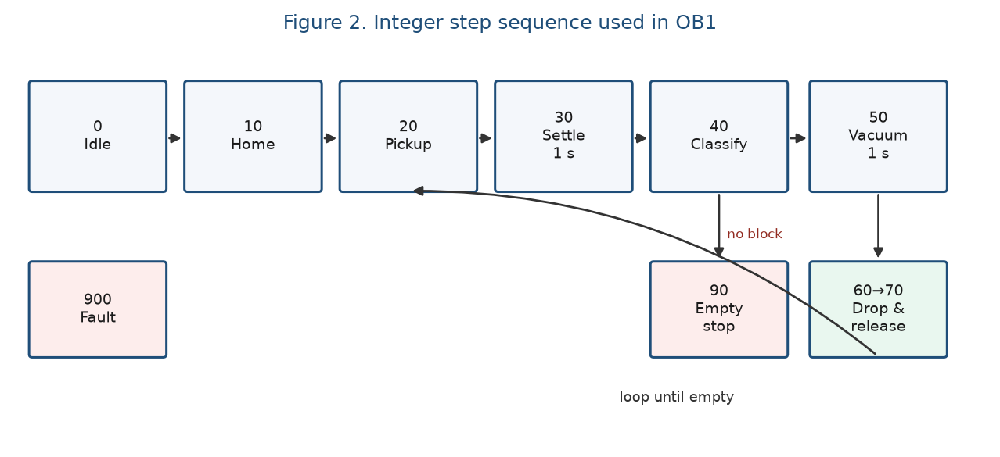 Figure 2. Integer step sequence used in OB1
0
Idle
10
Home
20
Pickup
30
Settle
1 s
40
Classify
50
Vacuum
1 s
no block
900
Fault
90
Empty
stop
60→70
Drop &
release
loop until empty